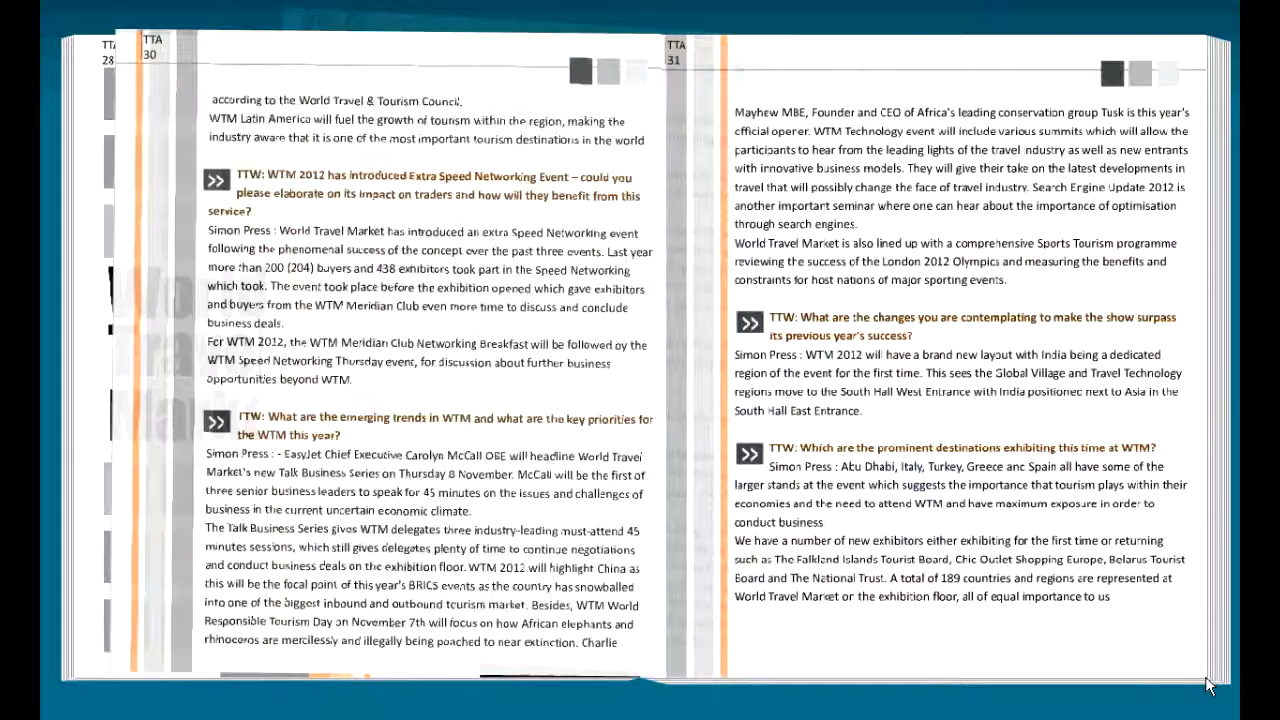 TTA
28
TTA
30
according to the World Travel & Tourism Council.
WTM Latin America will fuel the growth of tourism within the region, making the
industry aware that it is one of the most important tourism destinations in the world
TTW: WTM 2012 has introduced Extra Speed Networking Event – could you
please elaborate on its impact on traders and how will they benefit from this
service?
Simon Press : World Travel Market has introduced an extra Speed Networking event
following the phenomenal success of the concept over the past three events. Last year
more than 200 (204) buyers and 438 exhibitors took part in the Speed Networking
which took. The event took place before the exhibition opened which gave exhibitors
and buyers from the WTM Meridian Club even more time to discuss and conclude
business deals.
For WTM 2012, the WTM Meridian Club Networking Breakfast will be followed by the
WTM Speed Networking Thursday event, for discussion about further business
opportunities beyond WTM.
TTW: What are the emerging trends in WTM and what are the key priorities for
the WTM this year?
Simon Press : - EasyJet Chief Executive Carolyn McCall OBE will headline World Travel
Market's new Talk Business Series on Thursday 8 November. McCall will be the first of
three senior business leaders to speak for 45 minutes on the issues and challenges of
business in the current uncertain economic climate.
The Talk Business Series gives WTM delegates three industry-leading must-attend 45
minutes sessions, which still gives delegates plenty of time to continue negotiations
and conduct business deals on the exhibition floor. WTM 2012 will highlight China as
this will be the focal point of this year's BRICS events as the country has snowballed
into one of the biggest inbound and outbound tourism market. Besides, WTM World
Responsible Tourism Day on November 7th will focus on how African elephants and
rhinoceros are mercilessly and illegally being poached to near extinction. Charlie
TTA
31
Mayhew MBE, Founder and CEO of Africa's leading conservation group Tusk is this year's
official opener. WTM Technology event will include various summits which will allow the
participants to hear from the leading lights of the travel industry as well as new entrants
with innovative business models. They will give their take on the latest developments in
travel that will possibly change the face of travel industry. Search Engine Update 2012 is
another important seminar where one can hear about the importance of optimisation
through search engines.
World Travel Market is also lined up with a comprehensive Sports Tourism programme
reviewing the success of the London 2012 Olympics and measuring the benefits and
constraints for host nations of major sporting events.
TTW: What are the changes you are contemplating to make the show surpass
its previous year's success?
Simon Press : WTM 2012 will have a brand new layout with India being a dedicated
region of the event for the first time. This sees the Global Village and Travel Technology
regions move to the South Hall West Entrance with India positioned next to Asia in the
South Hall East Entrance.
TTW: Which are the prominent destinations exhibiting this time at WTM?
Simon Press : Abu Dhabi, Italy, Turkey, Greece and Spain all have some of the
larger stands at the event which suggests the importance that tourism plays within their
economies and the need to attend WTM and have maximum exposure in order to
conduct business
We have a number of new exhibitors either exhibiting for the first time or returning
such as The Falkland Islands Tourist Board, Chic Outlet Shopping Europe, Belarus Tourist
Board and The National Trust. A total of 189 countries and regions are represented at
World Travel Market or the exhibition floor, all of equal importance to us